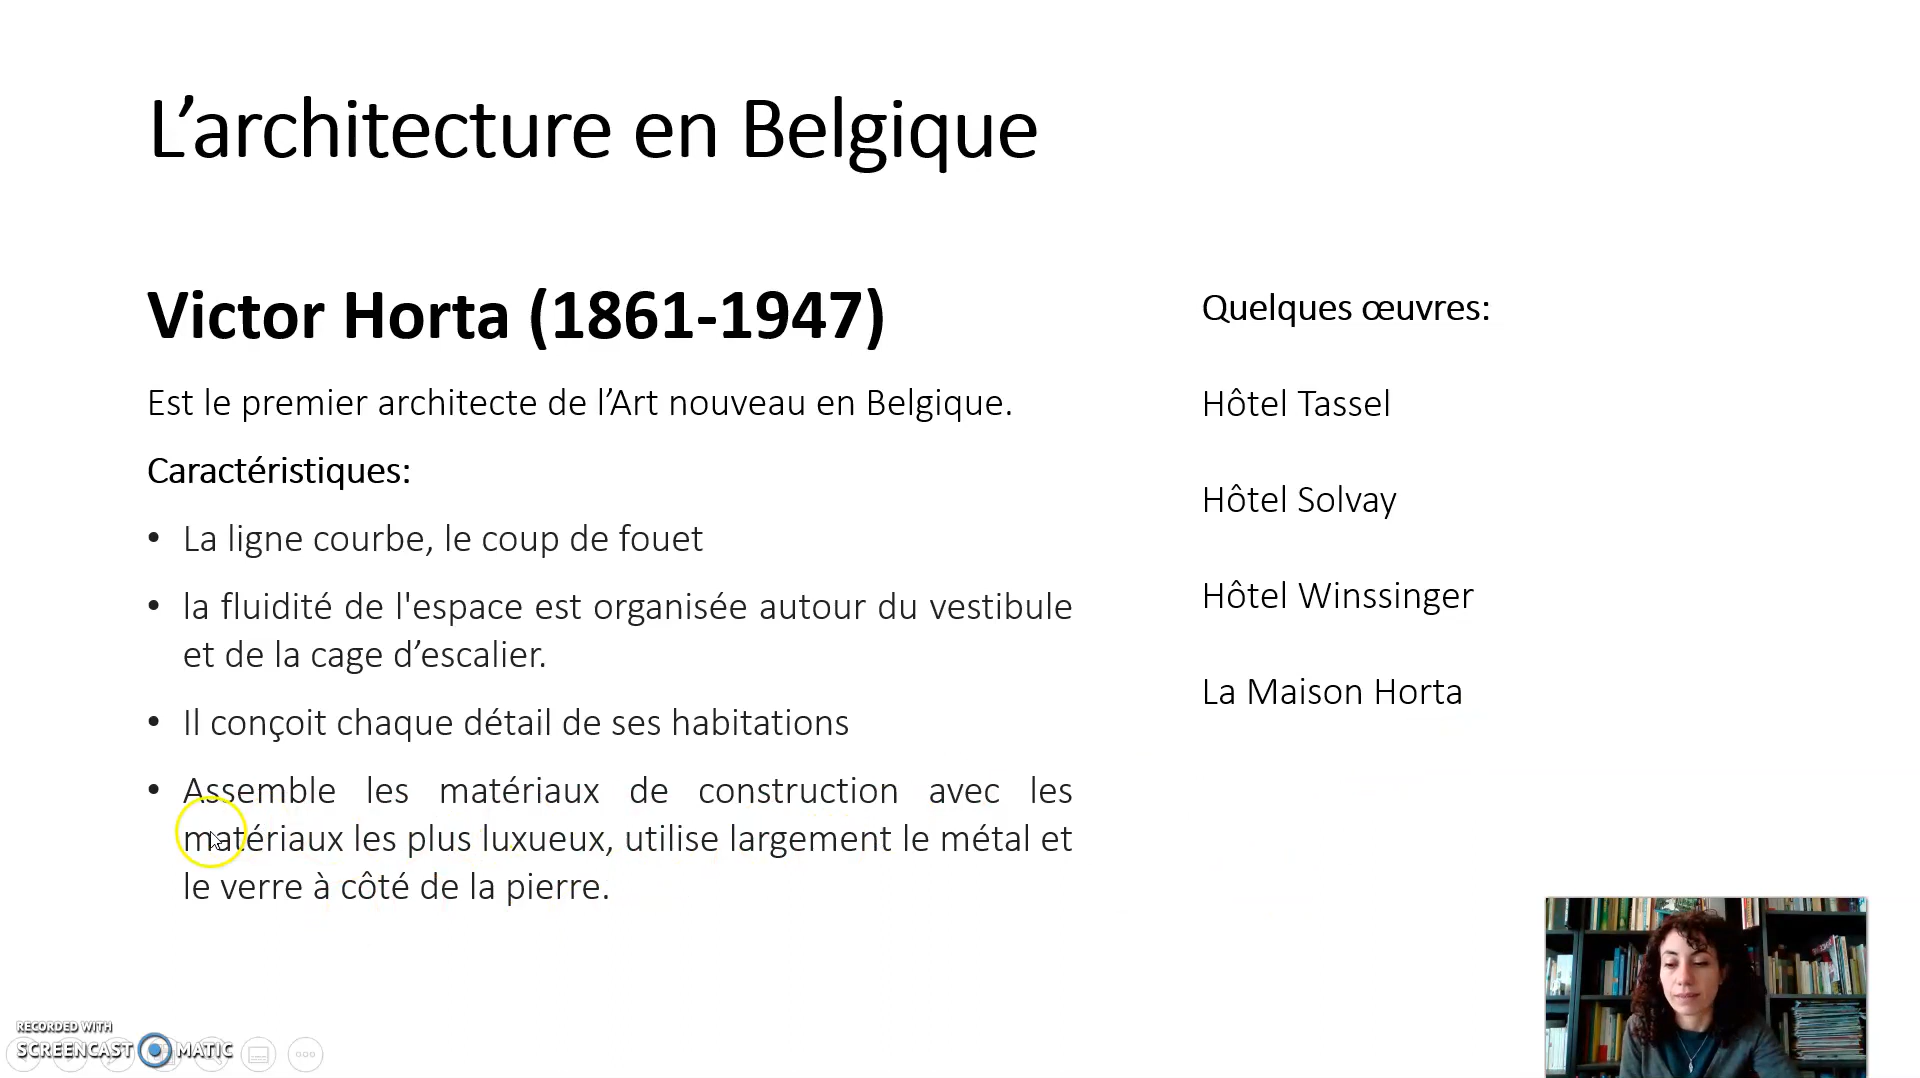 L’architecture en Belgique
Victor Horta (1861-1947)
Est le premier architecte de l’Art nouveau en Belgique.
Caractéristiques:
• La ligne courbe, le coup de fouet
• la fluidité de l'espace est organisée autour du vestibule
et de la cage d’escalier.
• Il conçoit chaque détail de ses habitations
• Assemble les matériaux de construction avec les
matériaux les plus luxueux, utilise largement le métal et
le verre à côté de la pierre.
Quelques œuvres:
Hôtel Tassel
Hôtel Solvay
Hôtel Winssinger
La Maison Horta
RECORDED WITH
SCREENCAST MATIC